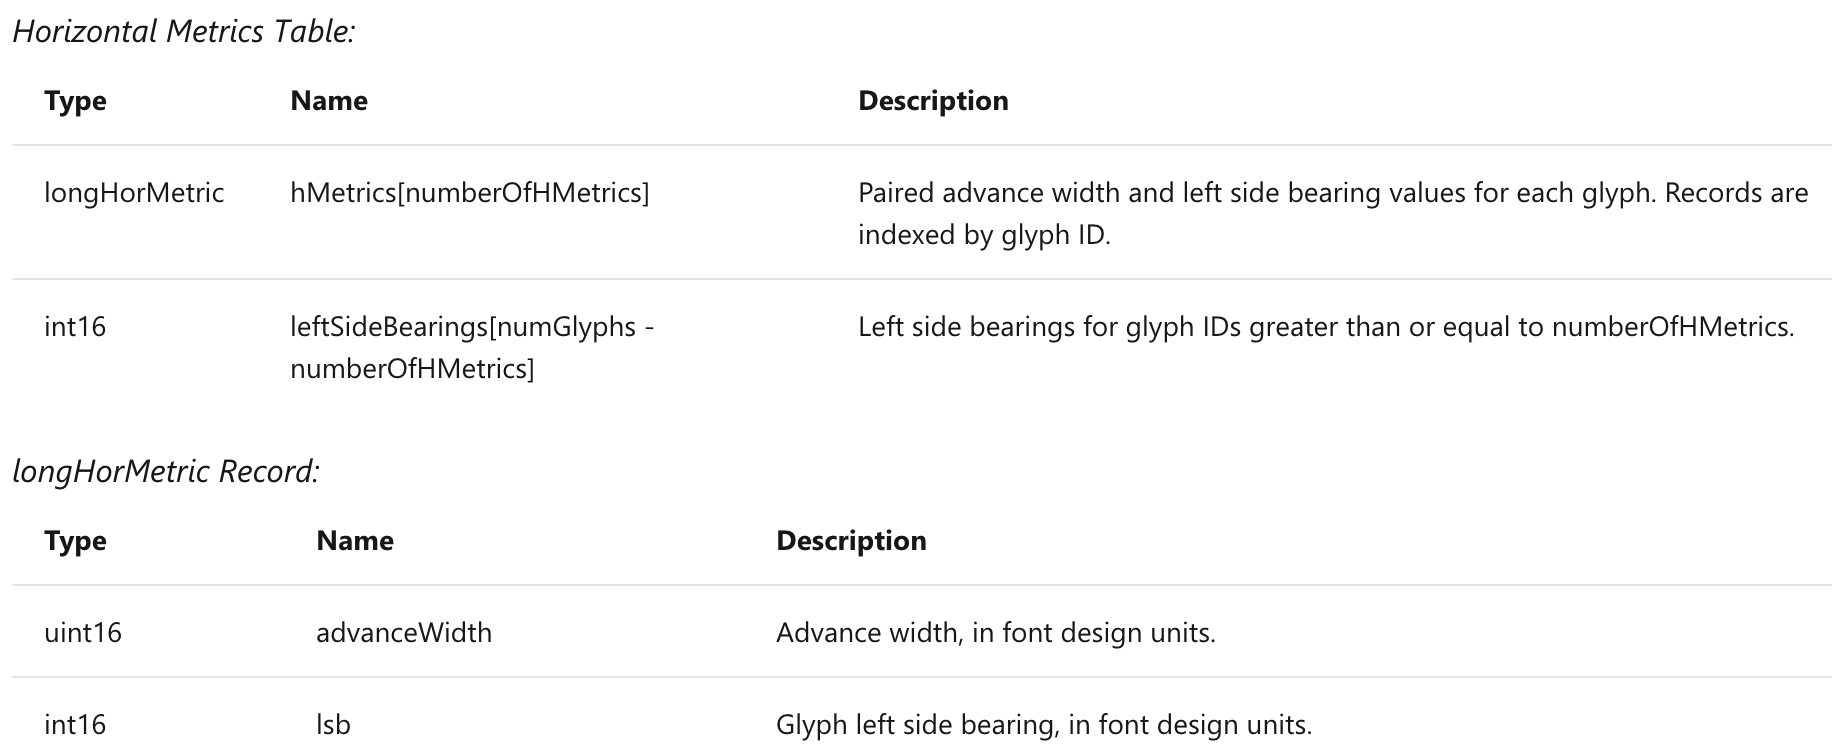 Horizontal Metrics Table:
Type Name Description
longHorMetric hMetrics[numberOfHMetrics] Paired advance width and left side bearing values for each glyph. Records are
indexed by glyph ID.
int16 leftSideBearings[numGlyphs - Left side bearings for glyph IDs greater than or equal to numberOfHMetrics.
numberOfHMetrics]
longHorMetric Record:
Type Name Description
uint16 advanceWidth Advance width, in font design units.
int16 lsb Glyph left side bearing, in font design units.